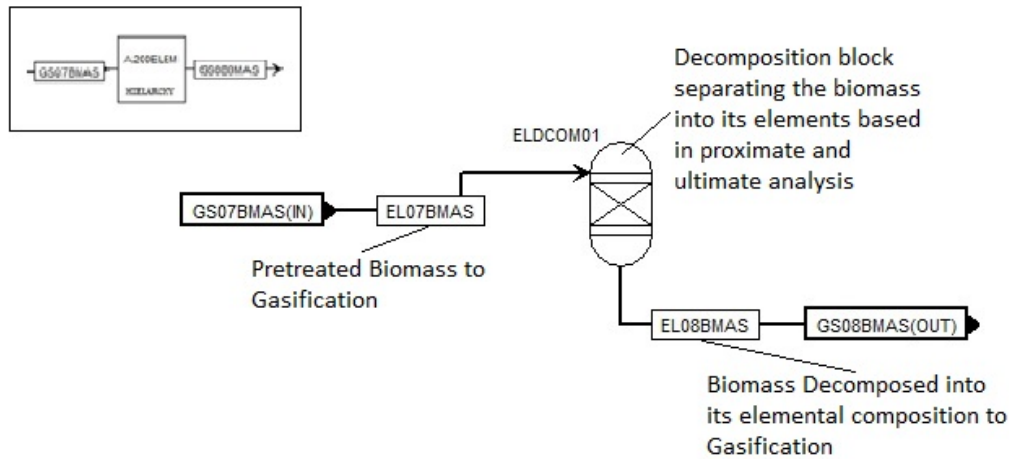 A200ELEM
GS07BMAS
GS08BMAS
HIELARCHY
Decomposition block
separating the biomass
into its elements based
in proximate and
ultimate analysis
ELDCOM01
GS07BMAS(IN)
EL07BMAS
Pretreated Biomass to
Gasification
EL08BMAS
GS08BMAS(OUT)
Biomass Decomposed into
its elemental composition to
Gasification